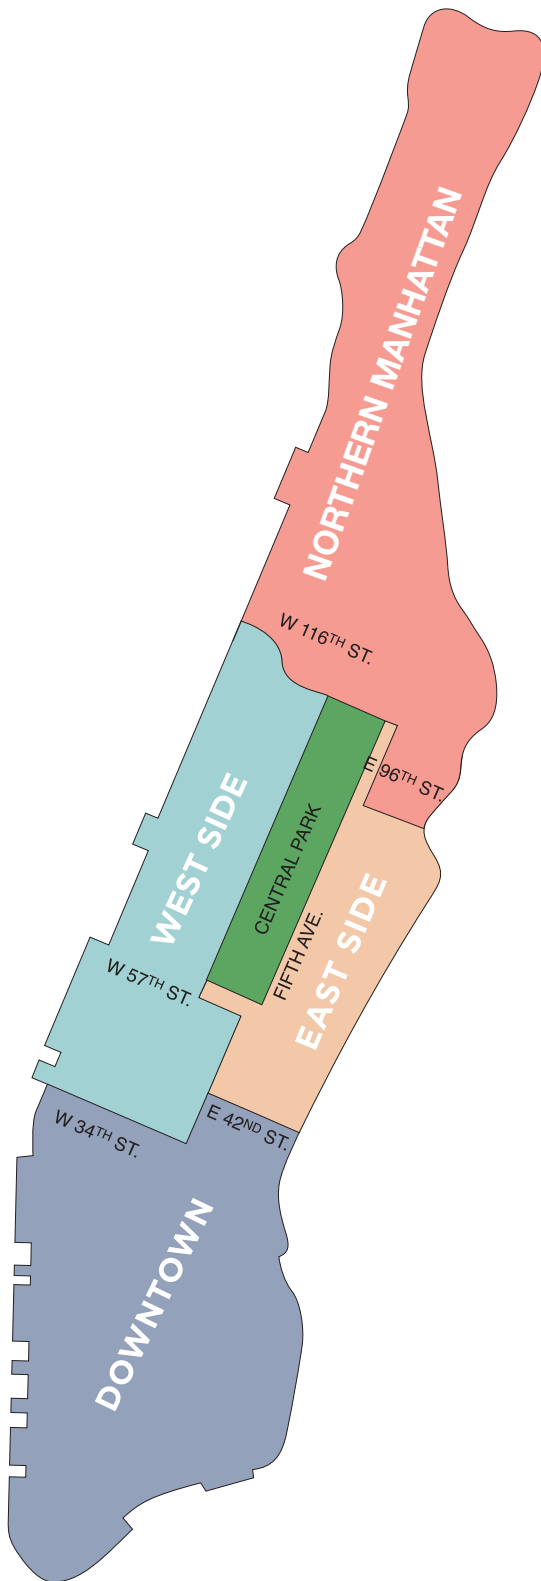 NORTHERN MANHATTAN
W 116TH ST.
E 96TH ST.
WEST SIDE
CENTRAL PARK
FIFTH AVE.
EAST SIDE
W 57TH ST.
W 34TH ST.
E 42ND ST.
DOWNTOWN